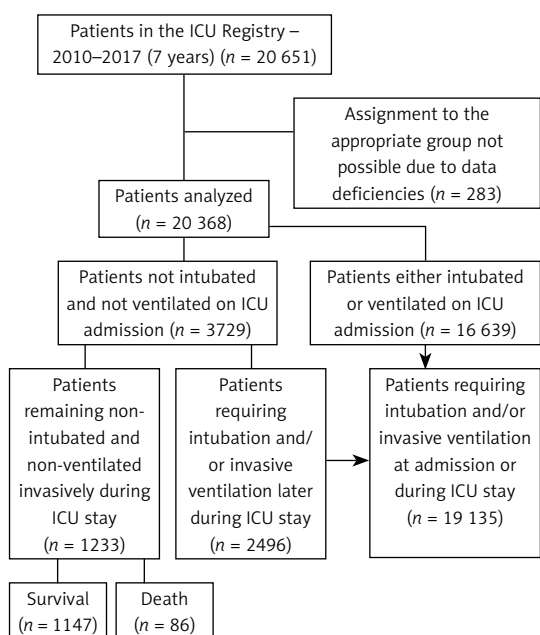 Patients in the ICU Registry –
2010–2017 (7 years) (n = 20 651)
Assignment to the
appropriate group not
possible due to data
deficiencies (n = 283)
Patients analyzed
(n = 20 368)
Patients not intubated
and not ventilated on ICU
admission (n = 3729)
Patients either intubated
or ventilated on ICU
admission (n = 16 639)
Patients
remaining non-
intubated and
non-ventilated
invasively during
ICU stay
(n = 1233)
Patients
requiring
intubation and/
or invasive
ventilation later
during ICU stay
(n = 2496)
Patients requiring
intubation and/or
invasive ventilation
at admission or
during ICU stay
(n = 19 135)
Survival
(n = 1147)
Death
(n = 86)